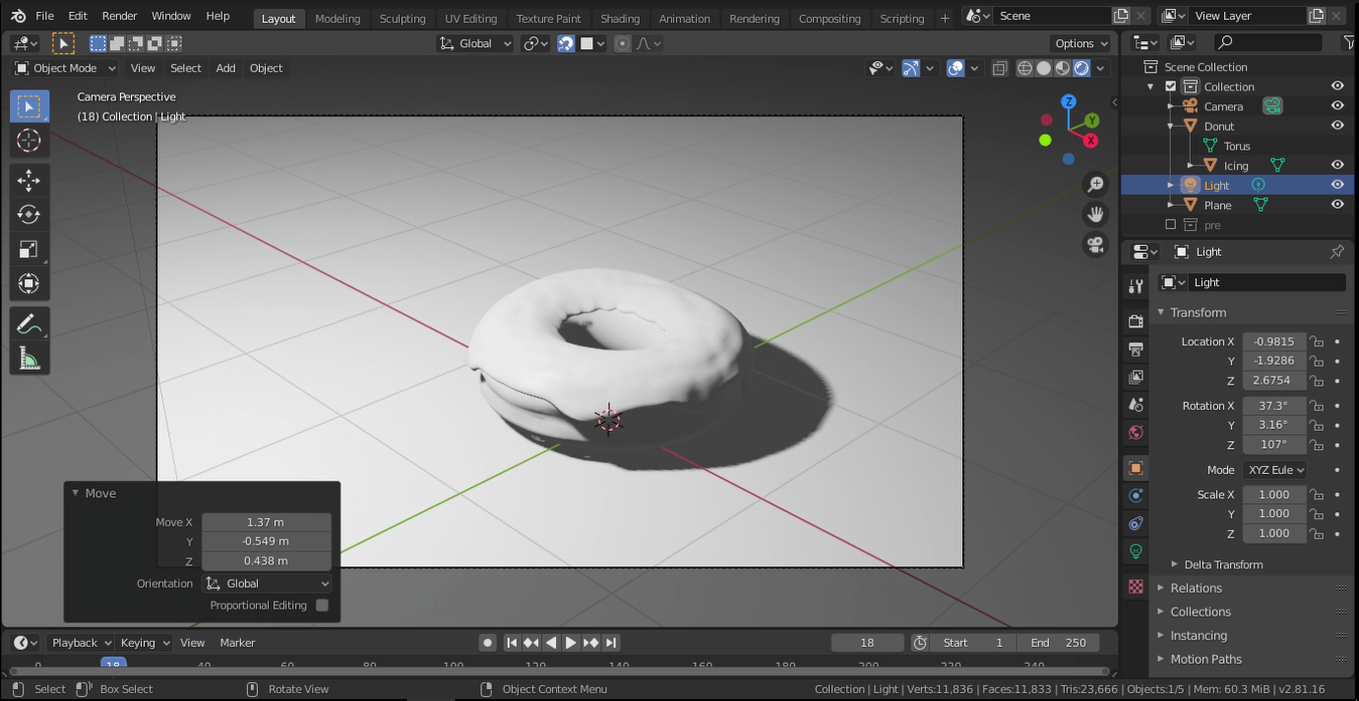 File Edit Render Window Help
Layout Modeling Sculpting UV Editing Texture Paint Shading Animation Rendering Compositing Scripting +
Scene
View Layer
Global
Options
Object Mode View Select Add Object
Camera Perspective
(18) Collection | Light
Z
Y
X
Move
Move X 1.37 m
Y -0.549 m
Z 0.438 m
Orientation Global
Proportional Editing
Scene Collection
Collection
Camera
Donut
Torus
Icing
Light
Plane
pre
Light
Light
Transform
Location X -0.9815
Y -1.9286
Z 2.6754
Rotation X 37.3°
Y 3.16°
Z 107°
Mode XYZ Eule
Scale X 1.000
Y 1.000
Z 1.000
Delta Transform
Relations
Collections
Instancing
Motion Paths
Playback Keying View Marker
18
Start 1
End 250
0 18 40 60 80 100 120 140 160 180 200 220 240
Select Box Select Rotate View Object Context Menu
Collection | Light | Verts:11,836 | Faces:11,833 | Tris:23,666 | Objects:1/5 | Mem: 60.3 MiB | v2.81.16